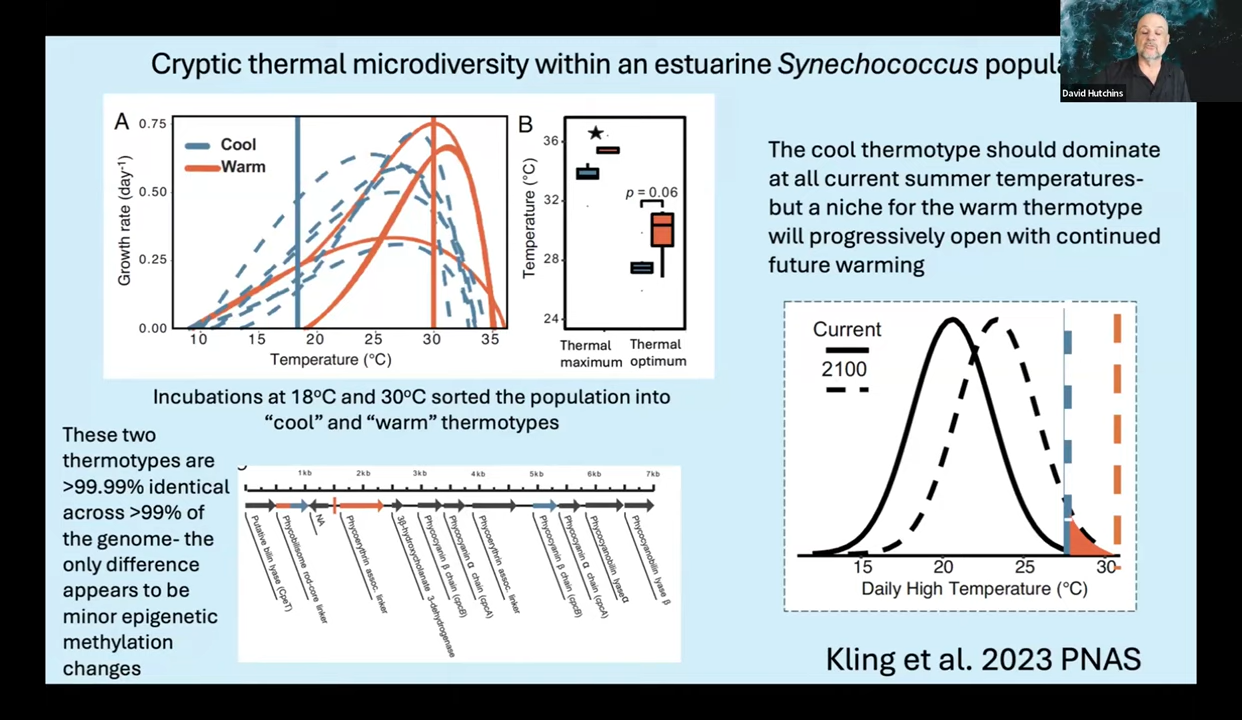 Cryptic thermal microdiversity within an estuarine Synechococcus popula
David Hutchins
A
Cool
Warm
0.75
0.50
0.25
0.00
Growth rate (day⁻¹)
10 15 20 25 30 35
Temperature (°C)
B
36
32
28
24
Temperature (°C)
p = 0.06
Thermal maximum
Thermal optimum
Incubations at 18ºC and 30ºC sorted the population into
“cool” and “warm” thermotypes
These two
thermotypes are
>99.99% identical
across >99% of
the genome- the
only difference
appears to be
minor epigenetic
methylation
changes
1kb 2kb 3kb 4kb 5kb 6kb 7kb
Putative bilin lyase (CpeT)
Phycobilisome rod-core linker
NA
Phycoerythrin assoc. linker
3β-hydroxycholanate 3-dehydrogenase
Phycocyanin β chain (cpcB)
Phycocyanin α chain (cpcA)
Phycoerythrin assoc. linker
Phycocyanin β chain (cpcB)
Phycocyanin α chain (cpcA)
Phycocyanobilin lyase α
Phycocyanobilin lyase β
The cool thermotype should dominate
at all current summer temperatures-
but a niche for the warm thermotype
will progressively open with continued
future warming
Current
2100
15 20 25 30
Daily High Temperature (°C)
Kling et al. 2023 PNAS